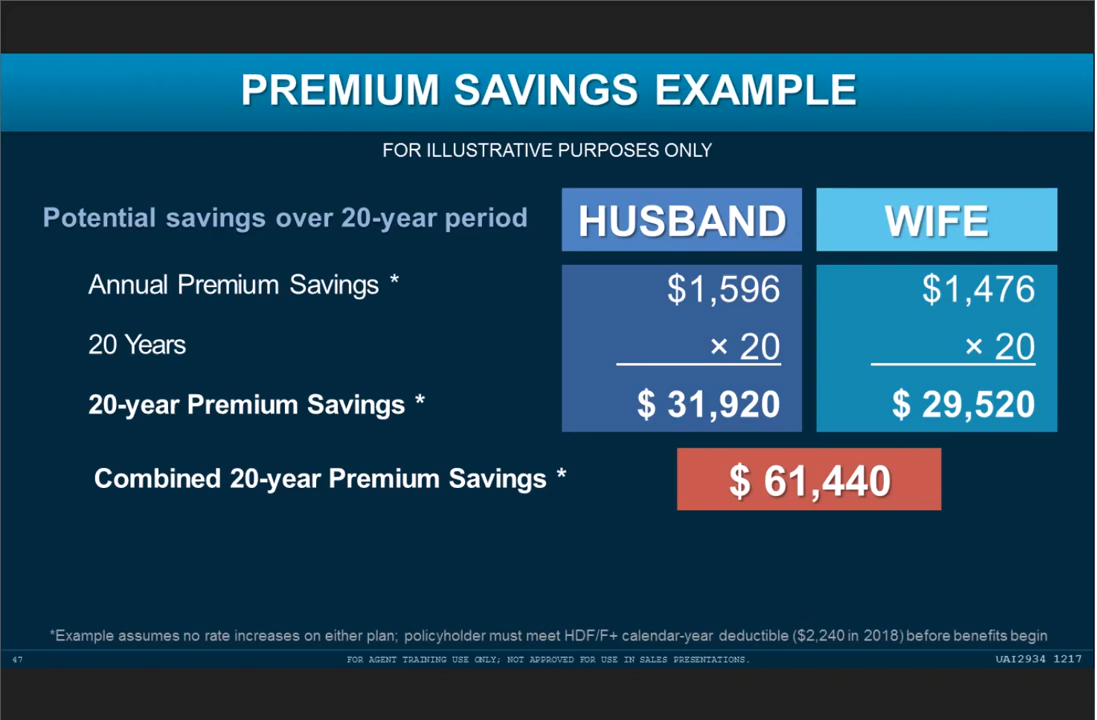 PREMIUM SAVINGS EXAMPLE
FOR ILLUSTRATIVE PURPOSES ONLY
Potential savings over 20-year period HUSBAND WIFE
Annual Premium Savings * $1,596 $1,476
20 Years × 20 × 20
20-year Premium Savings * $ 31,920 $ 29,520
Combined 20-year Premium Savings * $ 61,440
*Example assumes no rate increases on either plan; policyholder must meet HDF/F+ calendar-year deductible ($2,240 in 2018) before benefits begin
47 FOR AGENT TRAINING USE ONLY; NOT APPROVED FOR USE IN SALES PRESENTATIONS. UAI2934 1217